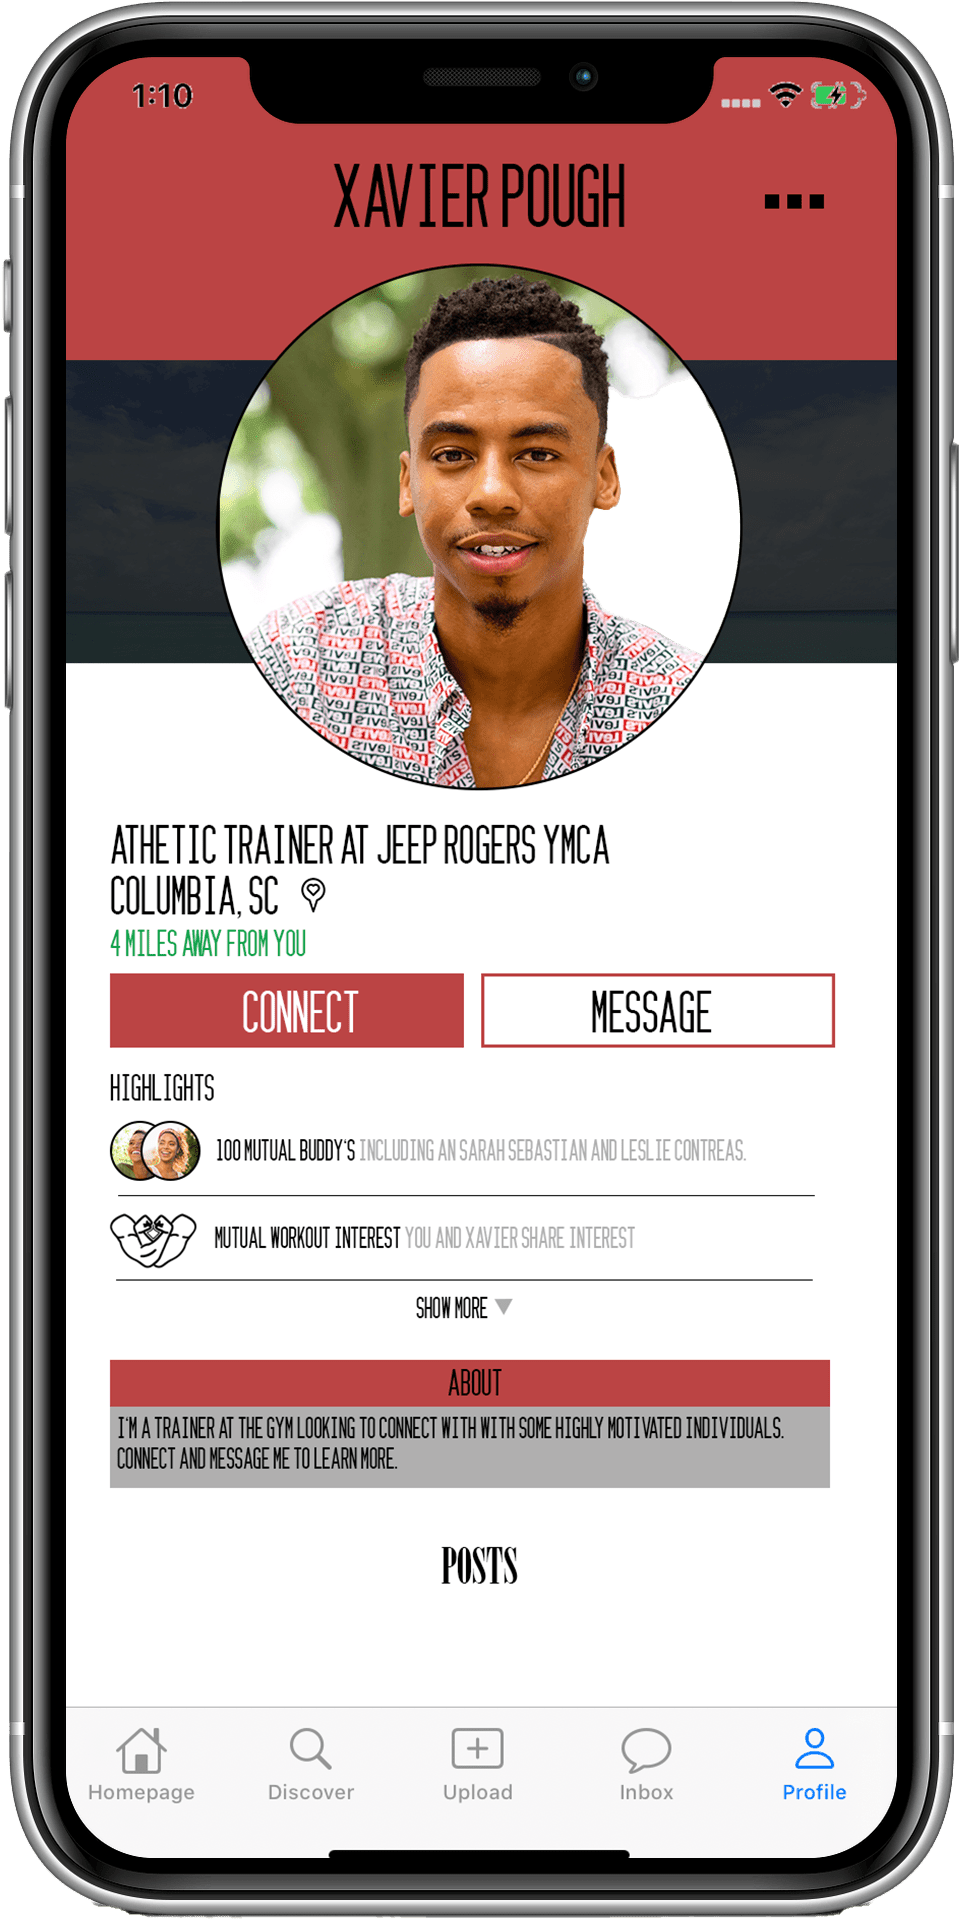 1:10
XAVIER POUGH
ATHETIC TRAINER AT JEEP ROGERS YMCA
COLUMBIA, SC
4 MILES AWAY FROM YOU
CONNECT
MESSAGE
HIGHLIGHTS
100 MUTUAL BUDDY'S INCLUDING AN SARAH SEBASTIAN AND LESLIE CONTREAS.
MUTUAL WORKOUT INTEREST YOU AND XAVIER SHARE INTEREST
SHOW MORE
ABOUT
I'M A TRAINER AT THE GYM LOOKING TO CONNECT WITH WITH SOME HIGHLY MOTIVATED INDIVIDUALS.
CONNECT AND MESSAGE ME TO LEARN MORE.
POSTS
Homepage
Discover
Upload
Inbox
Profile